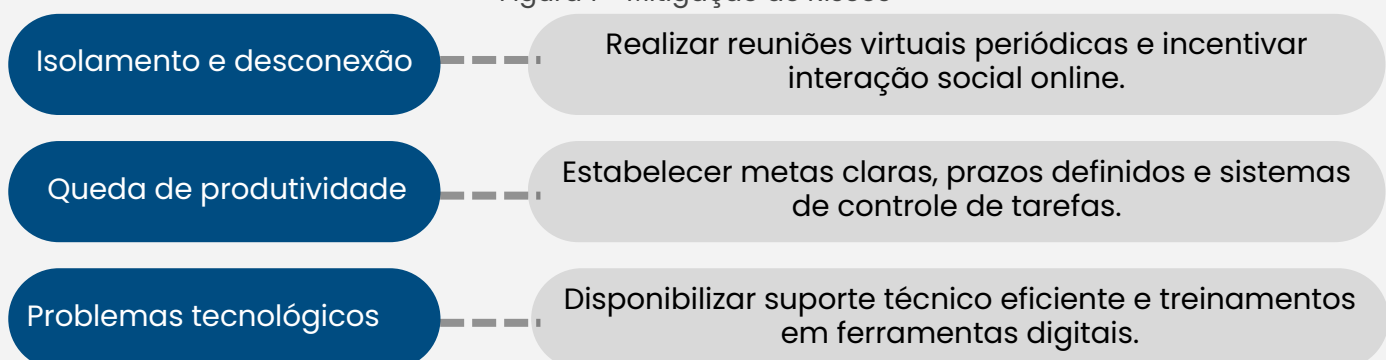 Isolamento e desconexão
Realizar reuniões virtuais periódicas e incentivar
interação social online.
Queda de produtividade
Estabelecer metas claras, prazos definidos e sistemas
de controle de tarefas.
Problemas tecnológicos
Disponibilizar suporte técnico eficiente e treinamentos
em ferramentas digitais.